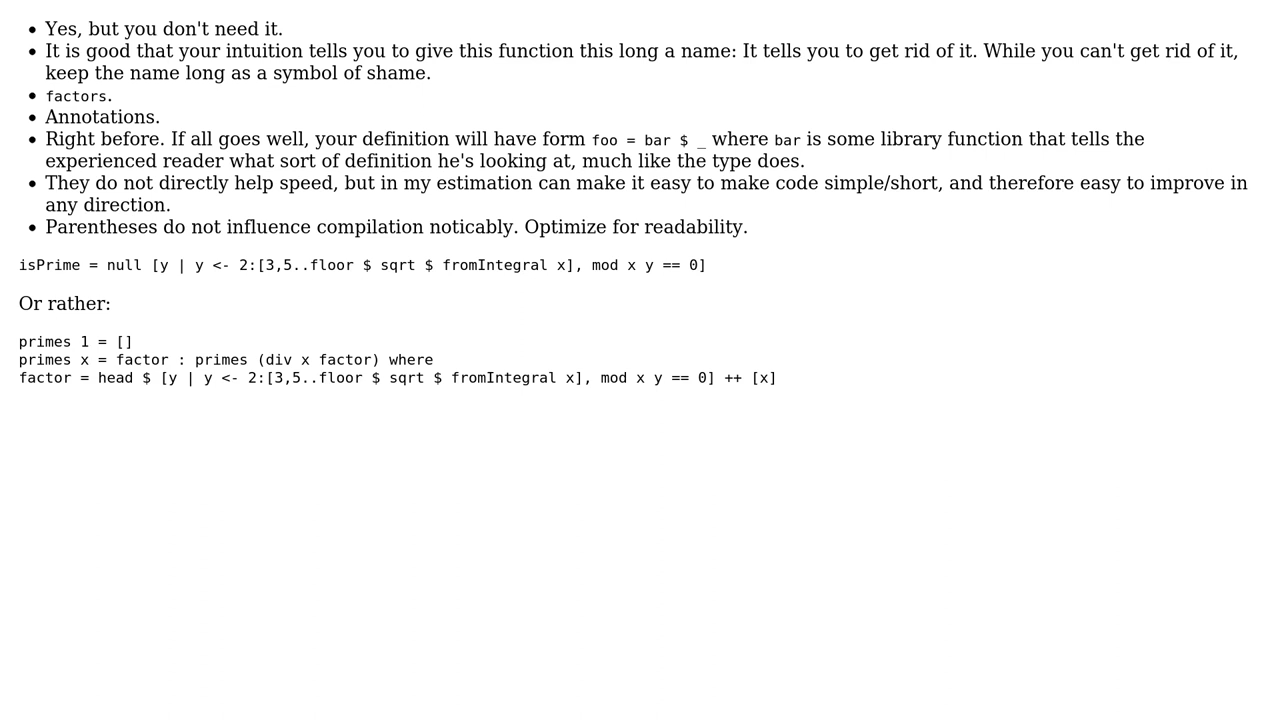 • Yes, but you don't need it.
• It is good that your intuition tells you to give this function this long a name: It tells you to get rid of it. While you can't get rid of it,
keep the name long as a symbol of shame.
• factors.
• Annotations.
• Right before. If all goes well, your definition will have form foo = bar $ _ where bar is some library function that tells the
experienced reader what sort of definition he's looking at, much like the type does.
• They do not directly help speed, but in my estimation can make it easy to make code simple/short, and therefore easy to improve in
any direction.
• Parentheses do not influence compilation noticably. Optimize for readability.
isPrime = null [y | y <- 2:[3,5..floor $ sqrt $ fromIntegral x], mod x y == 0]
Or rather:
primes 1 = []
primes x = factor : primes (div x factor) where
factor = head $ [y | y <- 2:[3,5..floor $ sqrt $ fromIntegral x], mod x y == 0] ++ [x]